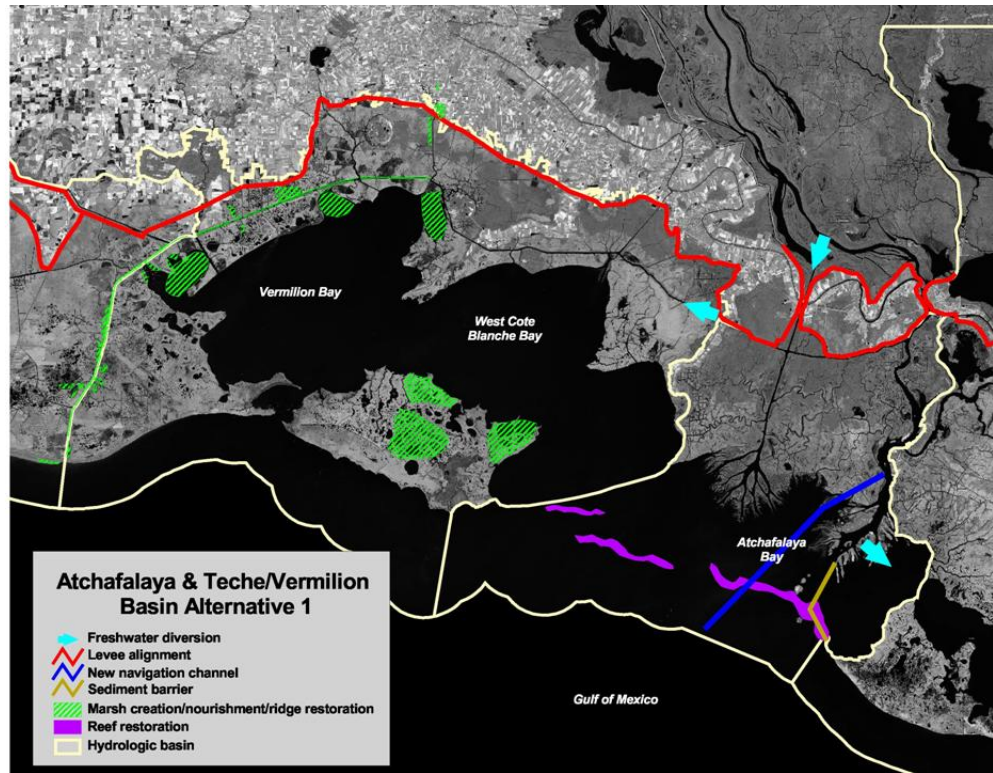 Vermilion Bay
West Cote
Blanche Bay
Atchafalaya
Bay
Gulf of Mexico
Atchafalaya & Teche/Vermilion
Basin Alternative 1
Freshwater diversion
Levee alignment
New navigation channel
Sediment barrier
Marsh creation/nourishment/ridge restoration
Reef restoration
Hydrologic basin